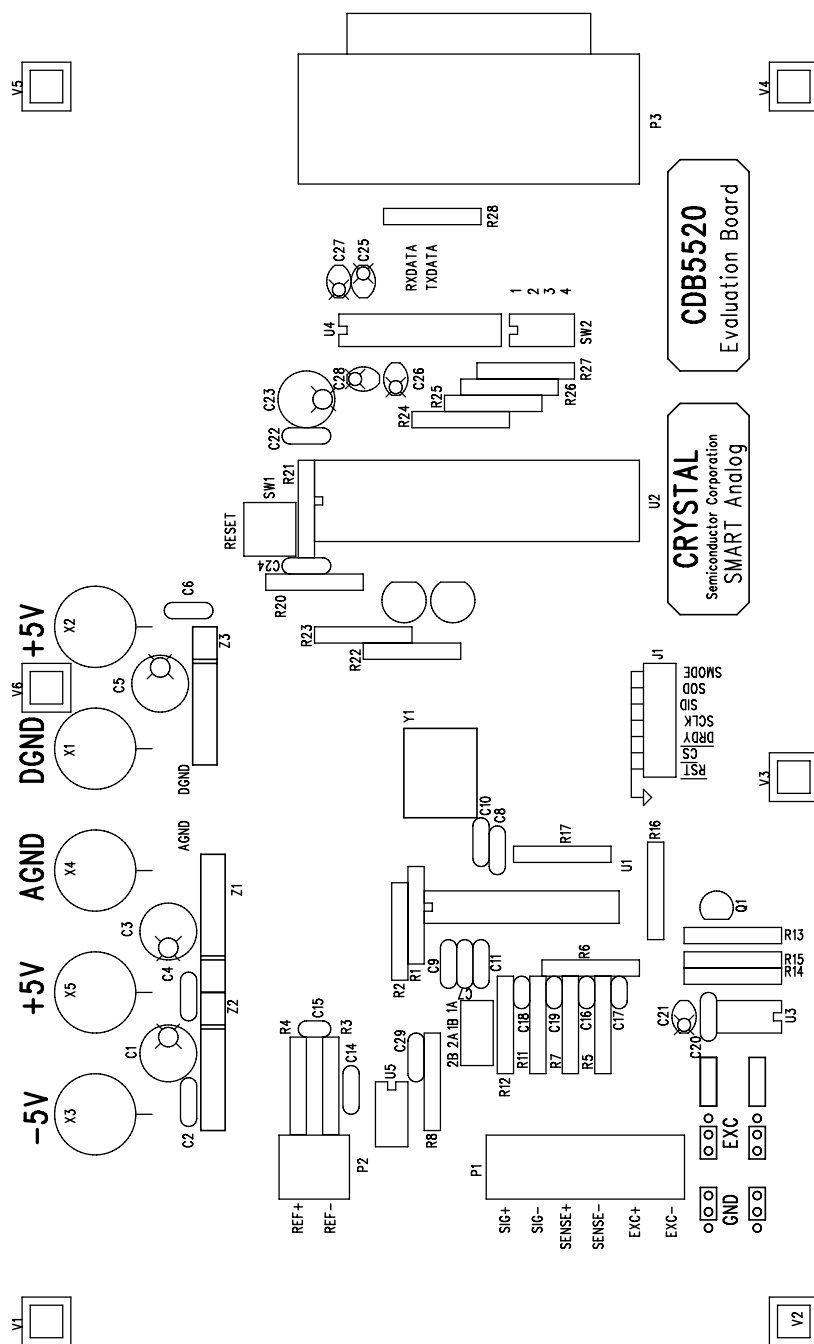 V1
V6
V5
-5V
+5V
AGND
DGND
+5V
X3
X5
X4
X1
X2
C1
C3
C5
C2
C4
C6
AGND
DGND
Z2
Z1
Z3
RESET
SW1
C23
C22
C24
R20
R21
REF+
REF-
P2
R4
C15
R3
C14
R23
R22
C28
C26
U4
C27
C25
RXDATA
TXDATA
U5
C29
R8
R2
R1
Y1
R24
R25
R26
R27
R28
2B 2A 1B 1A
C9
C7
C11
C10
C8
1
2
3
4
SW2
P1
SIG+
SIG-
SENSE+
SENSE-
EXC+
EXC-
R12
R11
R7
R5
C18
C19
C16
C17
R6
R17
U1
R16
U2
P3
J1
RST
CS
DRDY
SCLK
SID
SOD
SMODE
CRYSTAL
Semiconductor Corporation
SMART Analog
CDB5520
Evaluation Board
C21
C20
U3
R13
R15
R14
Q1
GND
EXC
V2
V3
V4